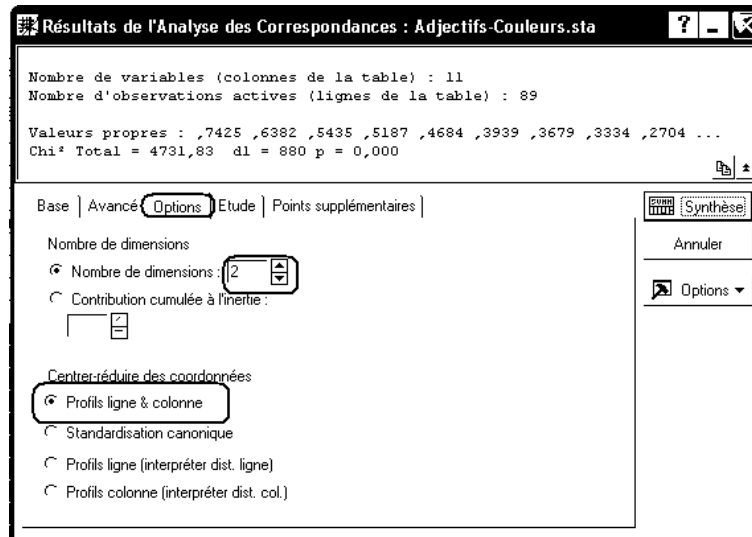 Résultats de l'Analyse des Correspondances : Adjectifs-Couleurs.sta
Nombre de variables (colonnes de la table) : 11
Nombre d'observations actives (lignes de la table) : 89
Valeurs propres : ,7425 ,6382 ,5435 ,5187 ,4684 ,3939 ,3679 ,3334 ,2704 ...
Chi² Total = 4731,83 dl = 880 p = 0,000
Base | Avancé Options Etude | Points supplémentaires |
Synthèse
Nombre de dimensions
Annuler
Nombre de dimensions : 2
Options
Contribution cumulée à l'inertie :
Centrer-réduire des coordonnées
Profils ligne & colonne
Standardisation canonique
Profils ligne (interpréter dist. ligne)
Profils colonne (interpréter dist. col.)